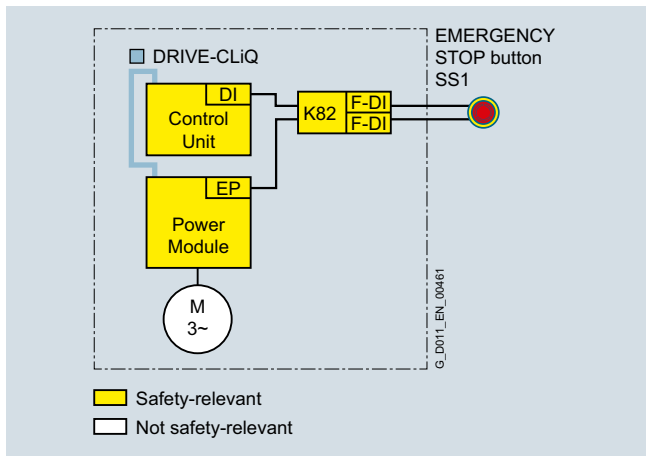 EMERGENCY
STOP button
SS1
DRIVE-CLiQ
DI
Control
Unit
K82
F-DI
F-DI
EP
Power
Module
M
3~
G_D011_EN_00461
Safety-relevant
Not safety-relevant